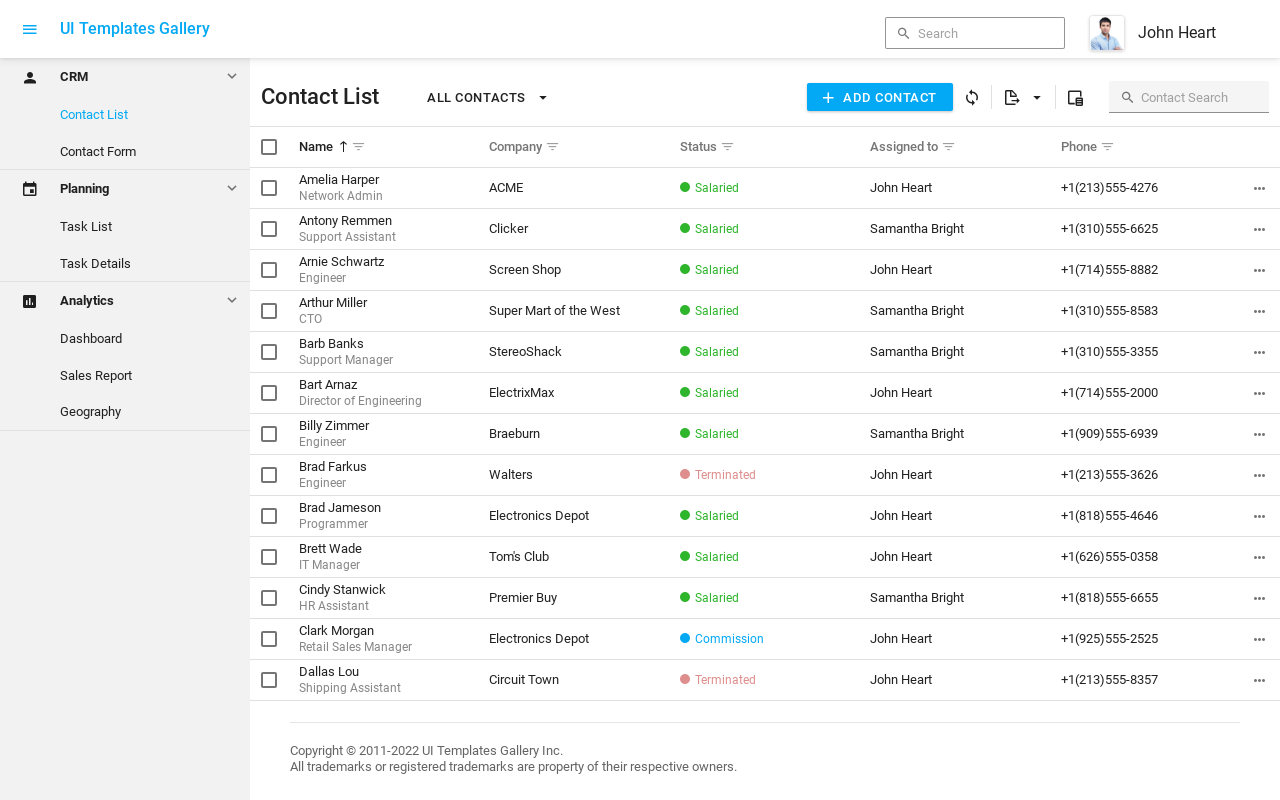 UI Templates Gallery
Search
John Heart
CRM
Contact List
Contact Form
Planning
Task List
Task Details
Analytics
Dashboard
Sales Report
Geography
Contact List
ALL CONTACTS
ADD CONTACT
Contact Search
Name Company Status Assigned to Phone
Amelia Harper
Network Admin
ACME Salaried John Heart +1(213)555-4276
Antony Remmen
Support Assistant
Clicker Salaried Samantha Bright +1(310)555-6625
Arnie Schwartz
Engineer
Screen Shop Salaried John Heart +1(714)555-8882
Arthur Miller
CTO
Super Mart of the West Salaried Samantha Bright +1(310)555-8583
Barb Banks
Support Manager
StereoShack Salaried Samantha Bright +1(310)555-3355
Bart Arnaz
Director of Engineering
ElectrixMax Salaried John Heart +1(714)555-2000
Billy Zimmer
Engineer
Braeburn Salaried Samantha Bright +1(909)555-6939
Brad Farkus
Engineer
Walters Terminated John Heart +1(213)555-3626
Brad Jameson
Programmer
Electronics Depot Salaried John Heart +1(818)555-4646
Brett Wade
IT Manager
Tom's Club Salaried John Heart +1(626)555-0358
Cindy Stanwick
HR Assistant
Premier Buy Salaried Samantha Bright +1(818)555-6655
Clark Morgan
Retail Sales Manager
Electronics Depot Commission John Heart +1(925)555-2525
Dallas Lou
Shipping Assistant
Circuit Town Terminated John Heart +1(213)555-8357
Copyright © 2011-2022 UI Templates Gallery Inc.
All trademarks or registered trademarks are property of their respective owners.